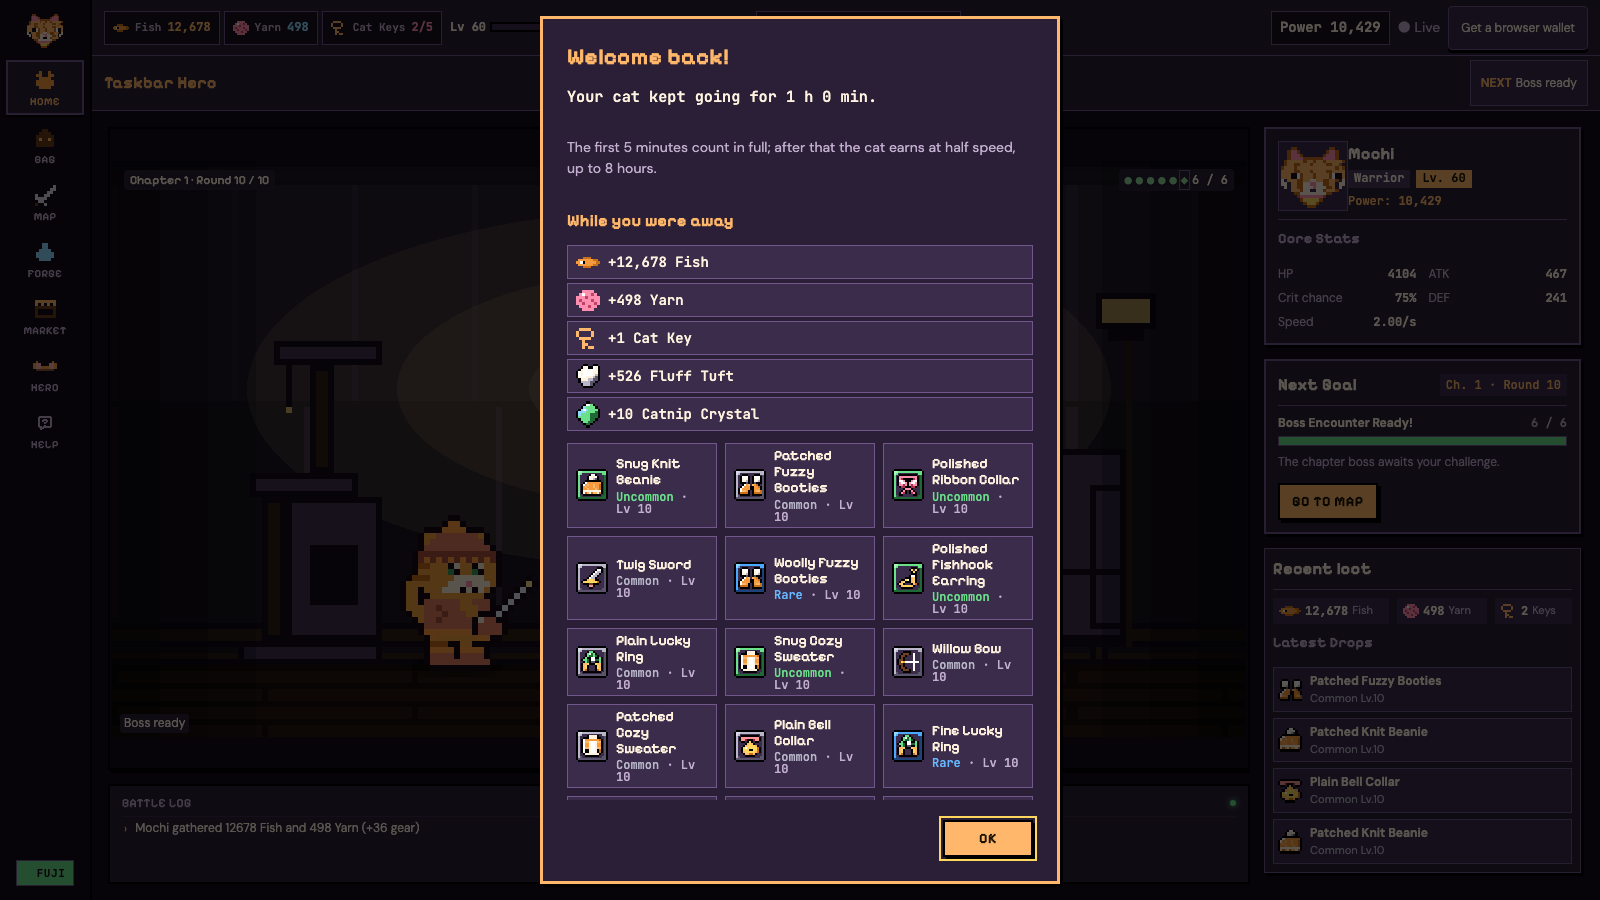 Fish 12,678
Yarn 498
Cat Keys 2/5
Lv 60
Power 10,429
Live
Get a browser wallet
HOME
BAG
MAP
FORGE
MARKET
HERO
HELP
FUJI
Taskbar Hero
NEXT Boss ready
Chapter 1 · Round 10 / 10
6 / 6
Boss ready
BATTLE LOG
› Mochi gathered 12678 Fish and 498 Yarn (+36 gear)
Welcome back!
Your cat kept going for 1 h 0 min.
The first 5 minutes count in full; after that the cat earns at half speed,
up to 8 hours.
While you were away
+12,678 Fish
+498 Yarn
+1 Cat Key
+526 Fluff Tuft
+10 Catnip Crystal
Snug Knit
Beanie
Uncommon ·
Lv 10
Patched
Fuzzy
Booties
Common · Lv
10
Polished
Ribbon Collar
Uncommon ·
Lv 10
Twig Sword
Common · Lv
10
Woolly Fuzzy
Booties
Rare · Lv 10
Polished
Fishhook
Earring
Uncommon ·
Lv 10
Plain Lucky
Ring
Common · Lv
10
Snug Cozy
Sweater
Uncommon ·
Lv 10
Willow Bow
Common · Lv
10
Patched
Cozy
Sweater
Common · Lv
10
Plain Bell
Collar
Common · Lv
10
Fine Lucky
Ring
Rare · Lv 10
OK
Mochi
Warrior Lv. 60
Power: 10,429
Core Stats
HP 4104 ATK 467
Crit chance 75% DEF 241
Speed 2.00/s
Next Goal
Ch. 1 · Round 10
Boss Encounter Ready! 6 / 6
The chapter boss awaits your challenge.
GO TO MAP
Recent loot
12,678 Fish
498 Yarn
2 Keys
Latest Drops
Patched Fuzzy Booties
Common Lv.10
Patched Knit Beanie
Common Lv.10
Plain Bell Collar
Common Lv.10
Patched Knit Beanie
Common Lv.10